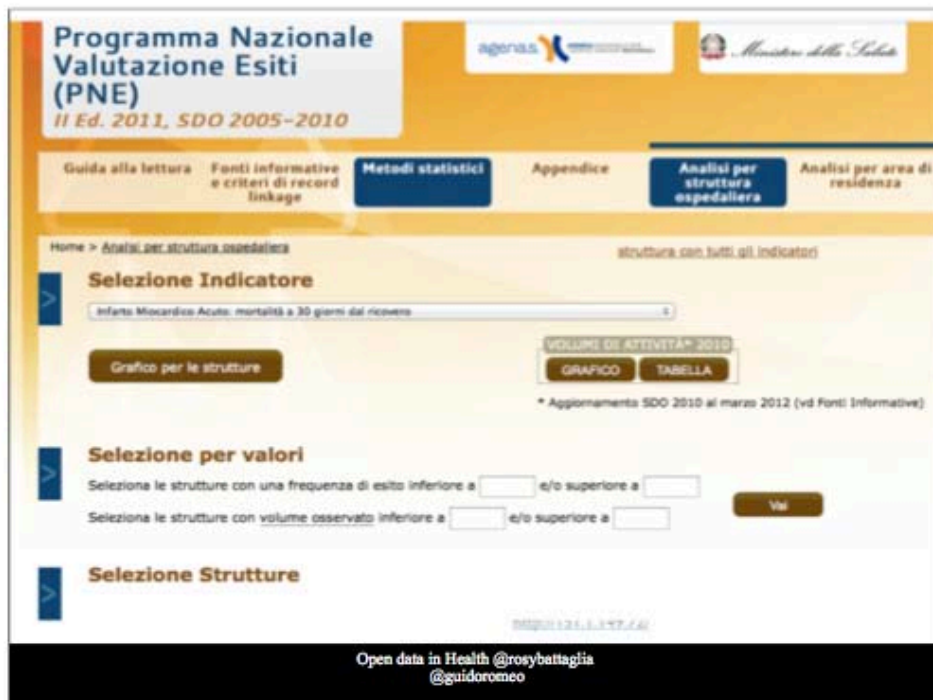 Programma Nazionale
Valutazione Esiti
(PNE)
II Ed. 2011, SDO 2005-2010
agenas
Ministero della Salute
Guida alla lettura
Fonti informative
e criteri di record
linkage
Metodi statistici
Appendice
Analisi per
struttura
ospedaliera
Analisi per area di
residenza
Home > Analisi per struttura ospedaliera
struttura con tutti gli indicatori
Selezione Indicatore
Infarto Miocardico Acuto: mortalità a 30 giorni dal ricovero
VOLUMI DI ATTIVITÀ* 2010
Grafico per le strutture
GRAFICO
TABELLA
* Aggiornamento SDO 2010 al marzo 2012 (vd Fonti Informative)
Selezione per valori
Seleziona le strutture con una frequenza di esito inferiore a e/o superiore a
Vai
Seleziona le strutture con volume osservato inferiore a e/o superiore a
Selezione Strutture
Open data in Health @rosybattaglia
@guidoromeo